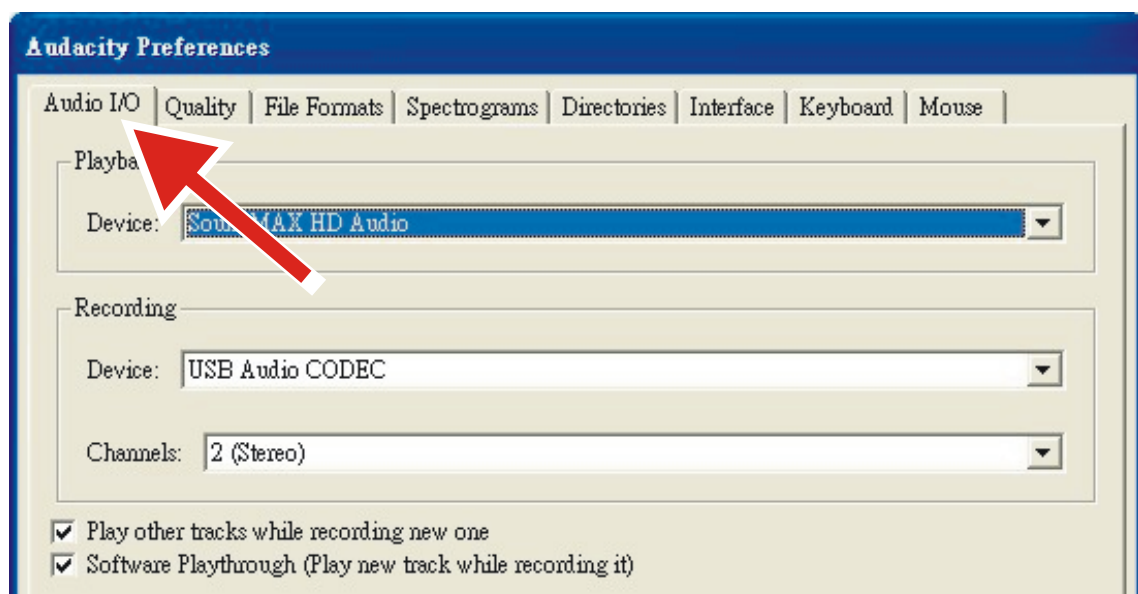 Audacity Preferences
Audio I/O Quality File Formats Spectrograms Directories Interface Keyboard Mouse
Device: MAX HD Audio
Recording
Device: USB Audio CODEC
Channels: 2 (Stereo)
Play other tracks while recording new one
Software Playthrough (Play new track while recording it)